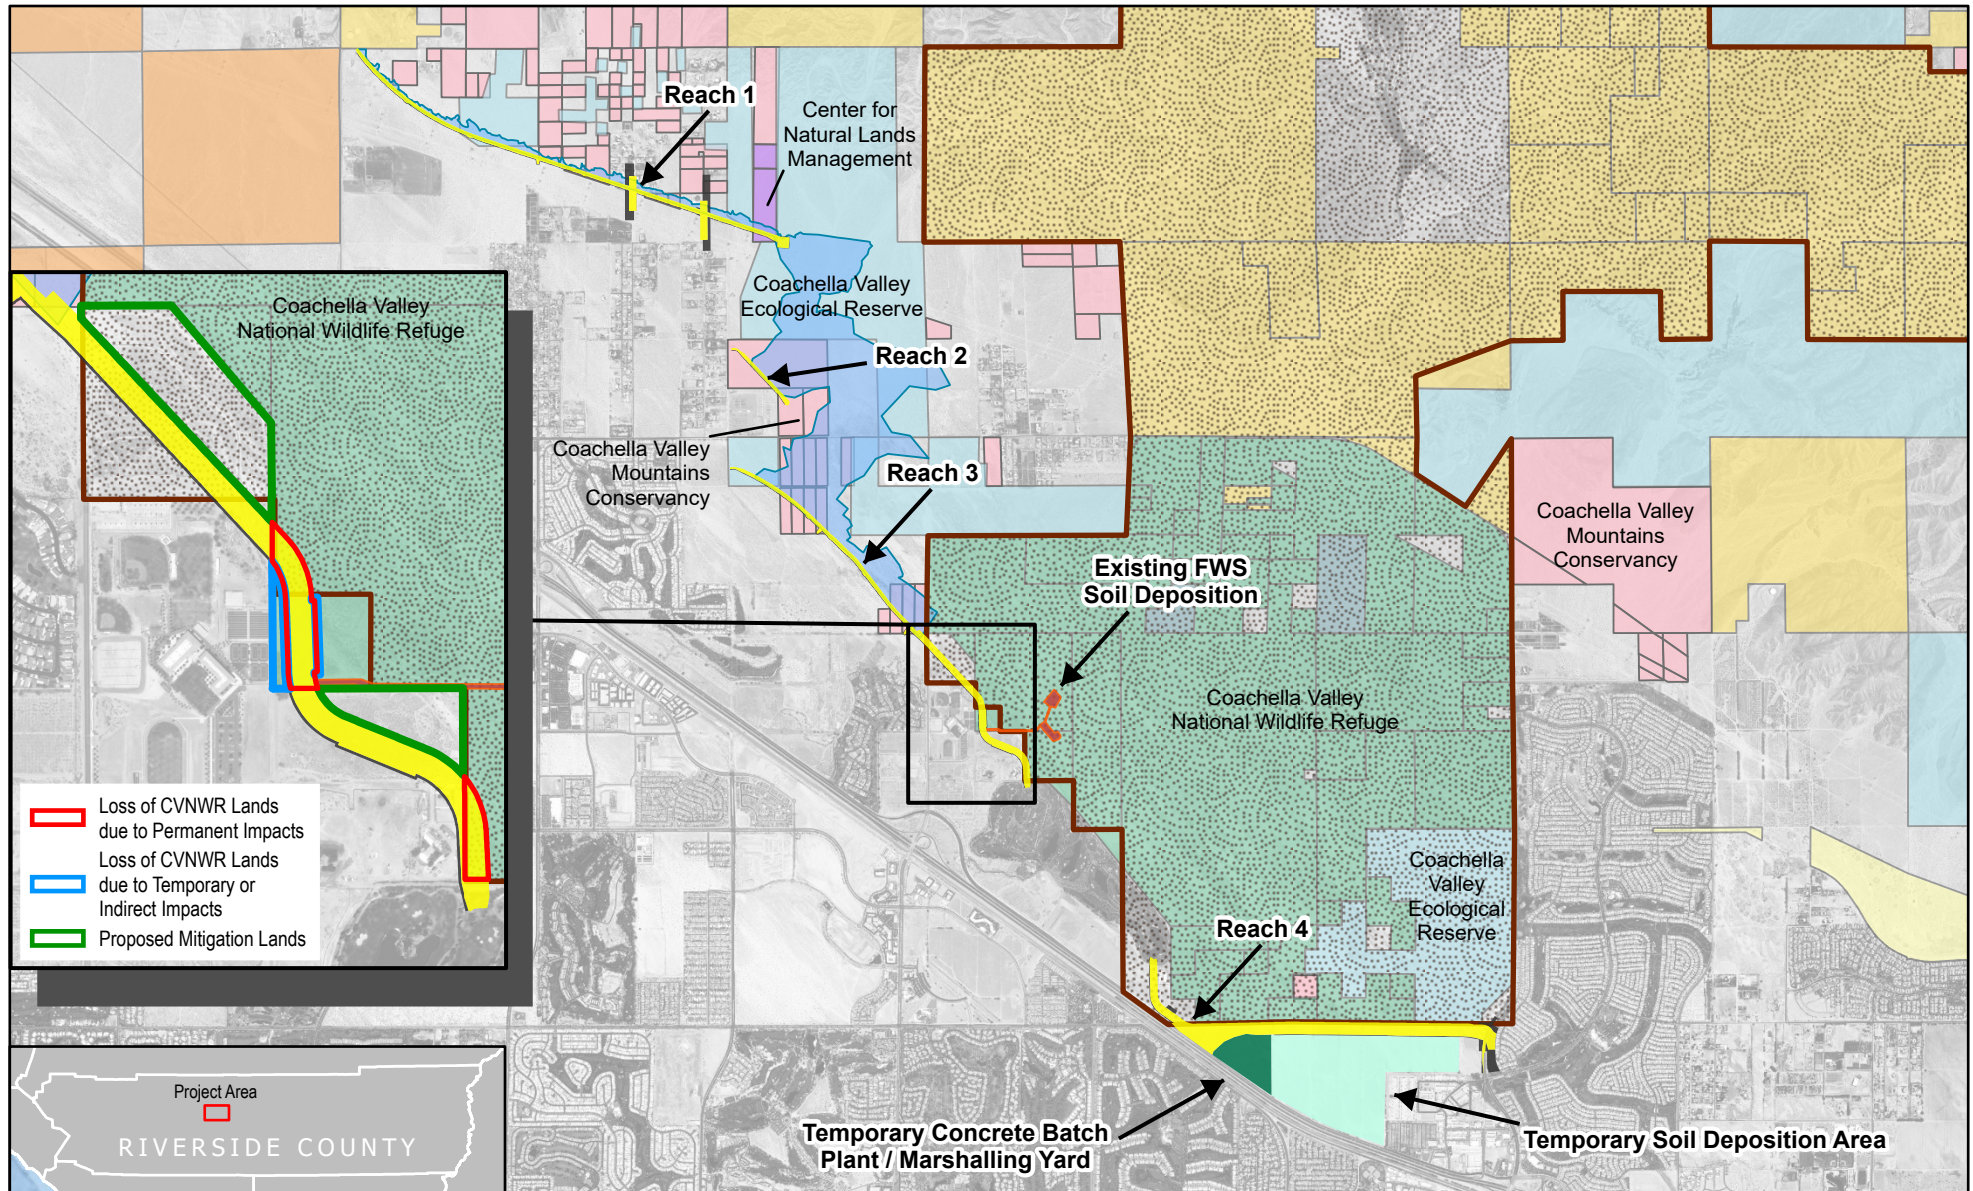 Reach 1
Center for
Natural Lands
Management
Coachella Valley
National Wildlife Refuge
Coachella Valley
Ecological Reserve
Reach 2
Coachella Valley
Mountains
Conservancy
Reach 3
Coachella Valley
Mountains
Conservancy
Existing FWS
Soil Deposition
Coachella Valley
National Wildlife Refuge
Loss of CVNWR Lands
due to Permanent Impacts
Loss of CVNWR Lands
due to Temporary or
Indirect Impacts
Proposed Mitigation Lands
Coachella
Valley
Ecological
Reserve
Reach 4
Project Area
RIVERSIDE COUNTY
Temporary Concrete Batch
Plant / Marshalling Yard
Temporary Soil Deposition Area